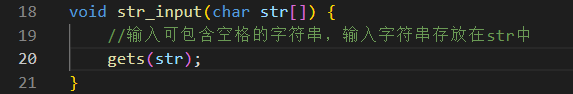 18 void str_input(char str[]) {
19 //输入可包含空格的字符串，输入字符串存放在str中
20 gets(str);
21 }